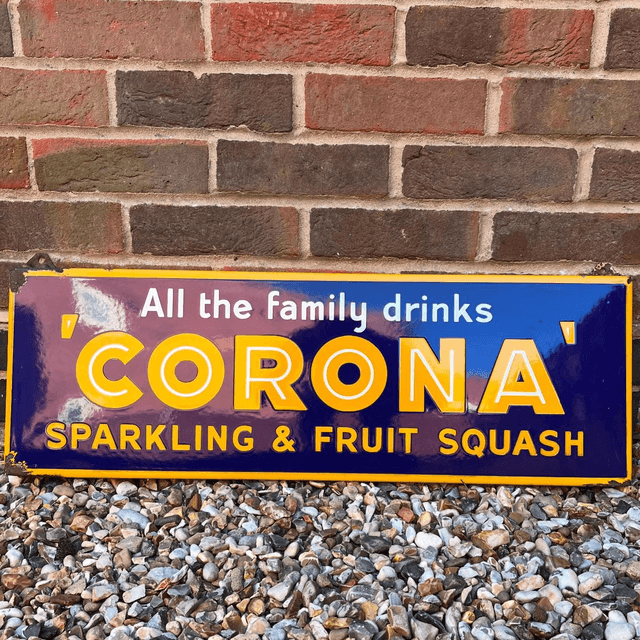 All the family drinks
'CORONA'
SPARKLING & FRUIT SQUASH